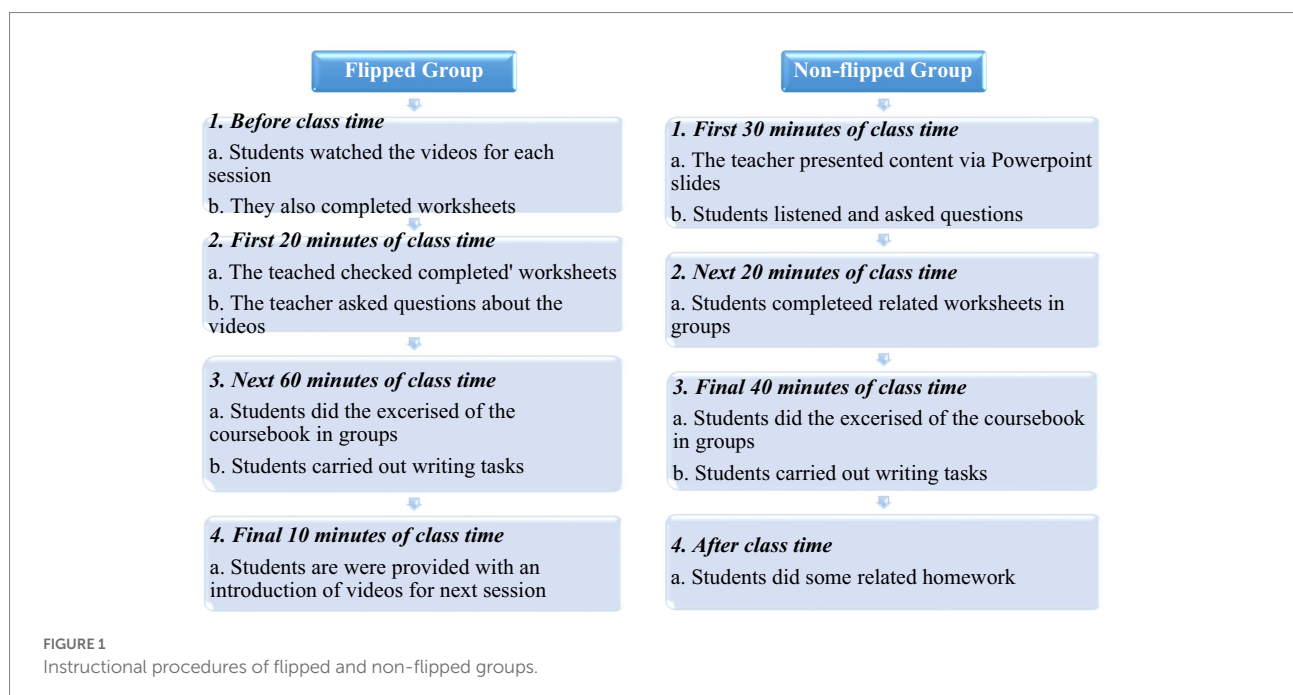 Flipped Group
1. Before class time
a. Students watched the videos for each
session
b. They also completed worksheets
2. First 20 minutes of class time
a. The teached checked completed' worksheets
b. The teacher asked questions about the
videos
3. Next 60 minutes of class time
a. Students did the excerised of the
coursebook in groups
b. Students carried out writing tasks
4. Final 10 minutes of class time
a. Students are were provided with an
introduction of videos for next session
Non-flipped Group
1. First 30 minutes of class time
a. The teacher presented content via Powerpoint
slides
b. Students listened and asked questions
2. Next 20 minutes of class time
a. Students completeed related worksheets in
groups
3. Final 40 minutes of class time
a. Students did the excerised of the coursebook
in groups
b. Students carried out writing tasks
4. After class time
a. Students did some related homework
FIGURE 1
Instructional procedures of flipped and non-flipped groups.